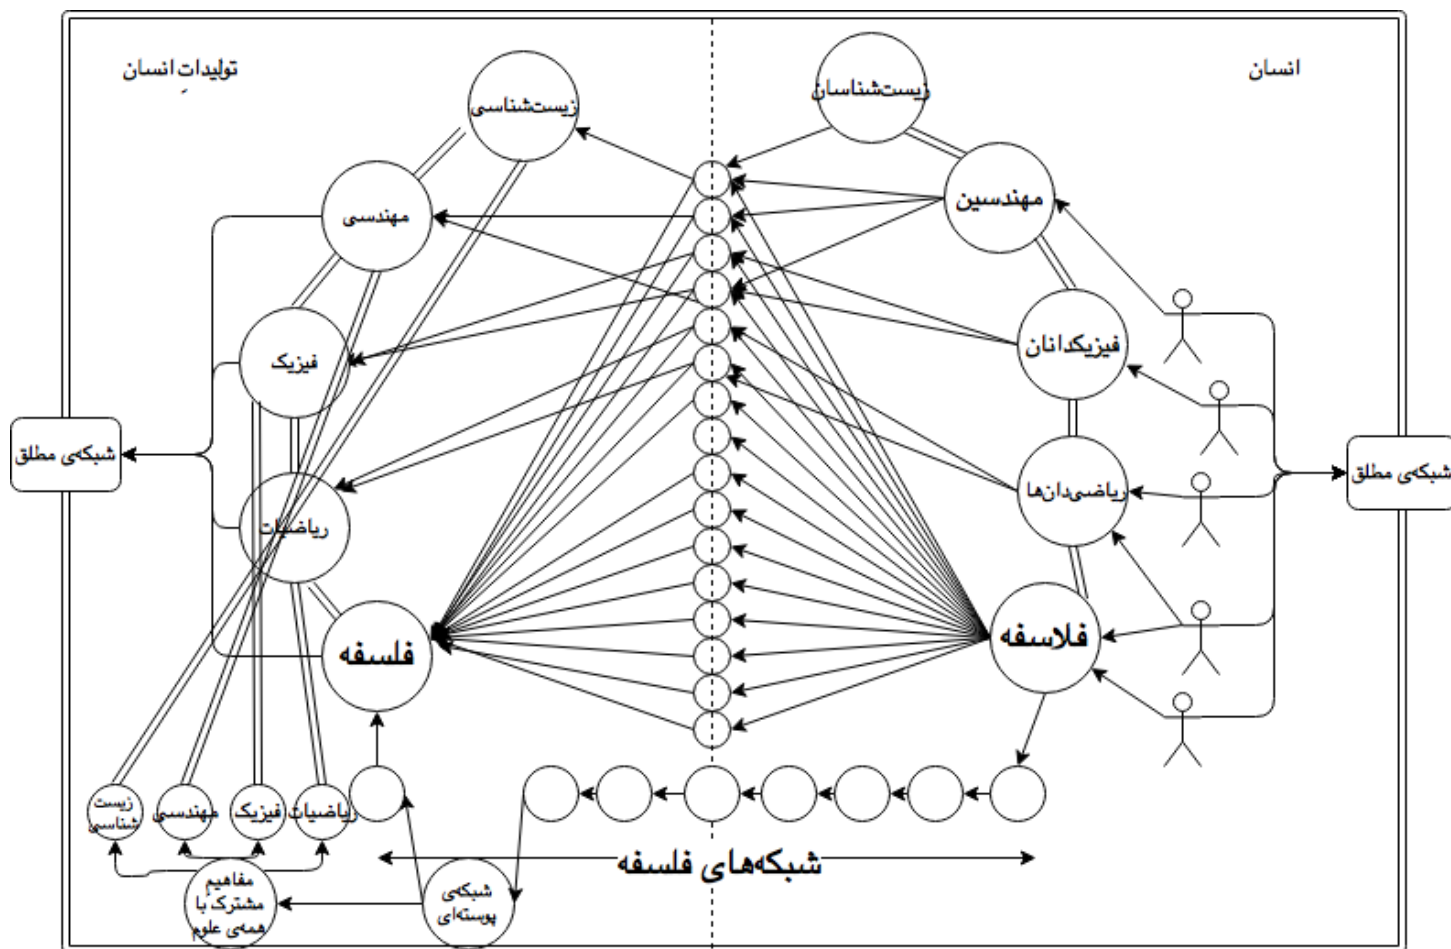 انسان
تولیداتِ انسان
زیست‌شناسان
زیست‌شناسی
مهندسین
مهندسی
فیزیکدانان
فیزیک
شبکه‌ی مطلق
شبکه‌ی مطلق
ریاضی‌دان‌ها
ریاضیات
فلاسفه
فلسفه
ریاضیات
فیزیک
مهندسی
زیست
شناسی
شبکه‌های فلسفه
شبکه‌ی
پوسته‌ای
مفاهیمِ
مشترک با
همه‌ی علوم